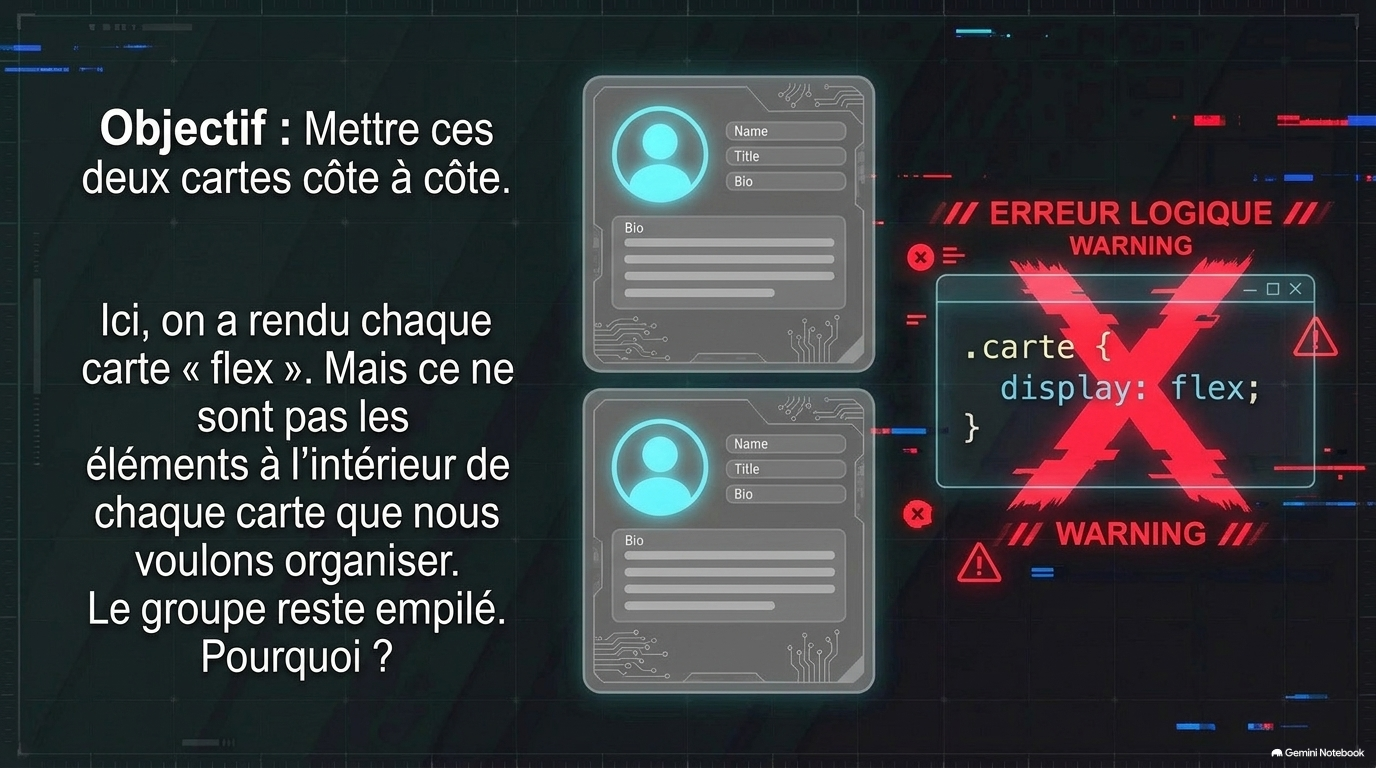 Objectif : Mettre ces
deux cartes côte à côte.
Ici, on a rendu chaque
carte « flex ». Mais ce ne
sont pas les
éléments à l’intérieur de
chaque carte que nous
voulons organiser.
Le groupe reste empilé.
Pourquoi ?
Name
Title
Bio
Bio
Name
Title
Bio
Bio
// ERREUR LOGIQUE //
WARNING
.carte {
display: flex;
}
// WARNING //
Gemini Notebook